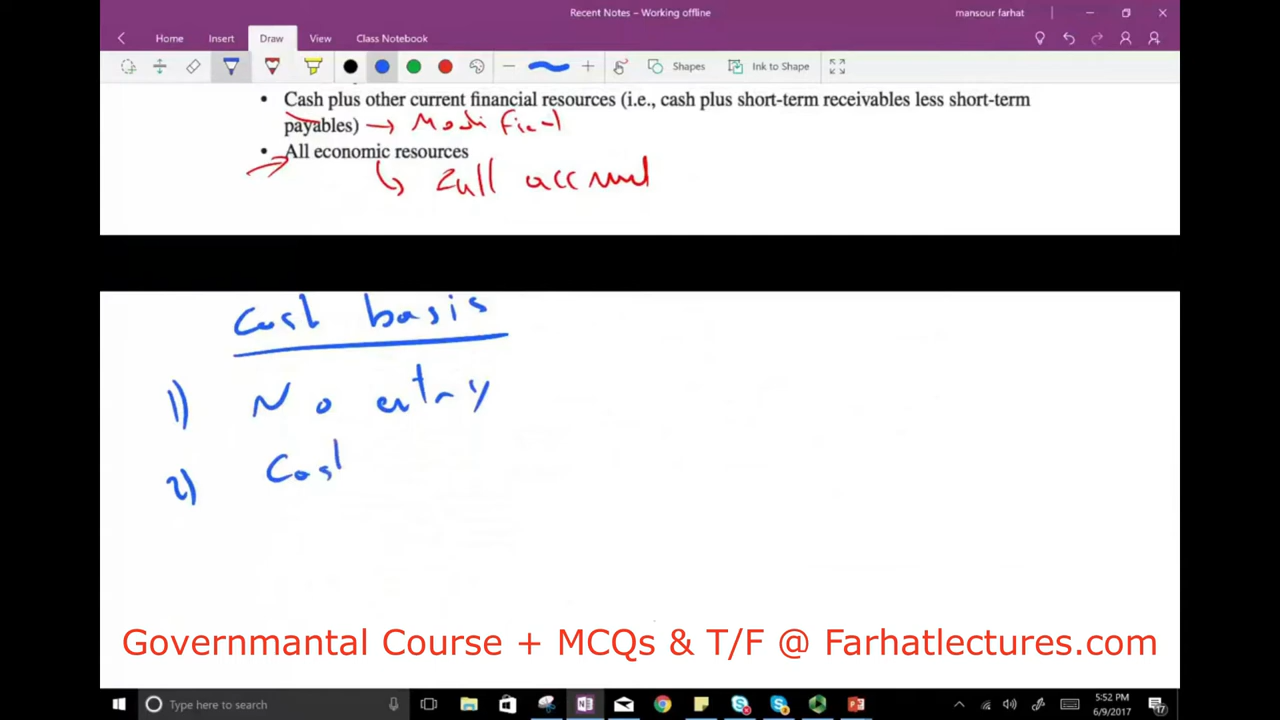 Recent Notes – Working offline
mansour farhat
Home Insert Draw View Class Notebook
Shapes Ink to Shape
• Cash plus other current financial resources (i.e., cash plus short-term receivables less short-term
payables) → Modified
• All economic resources
Full accrual
Cash basis
1) No entry
2) Cash
Governmantal Course + MCQs & T/F @ Farhatlectures.com
Type here to search
5:52 PM
6/9/2017
17